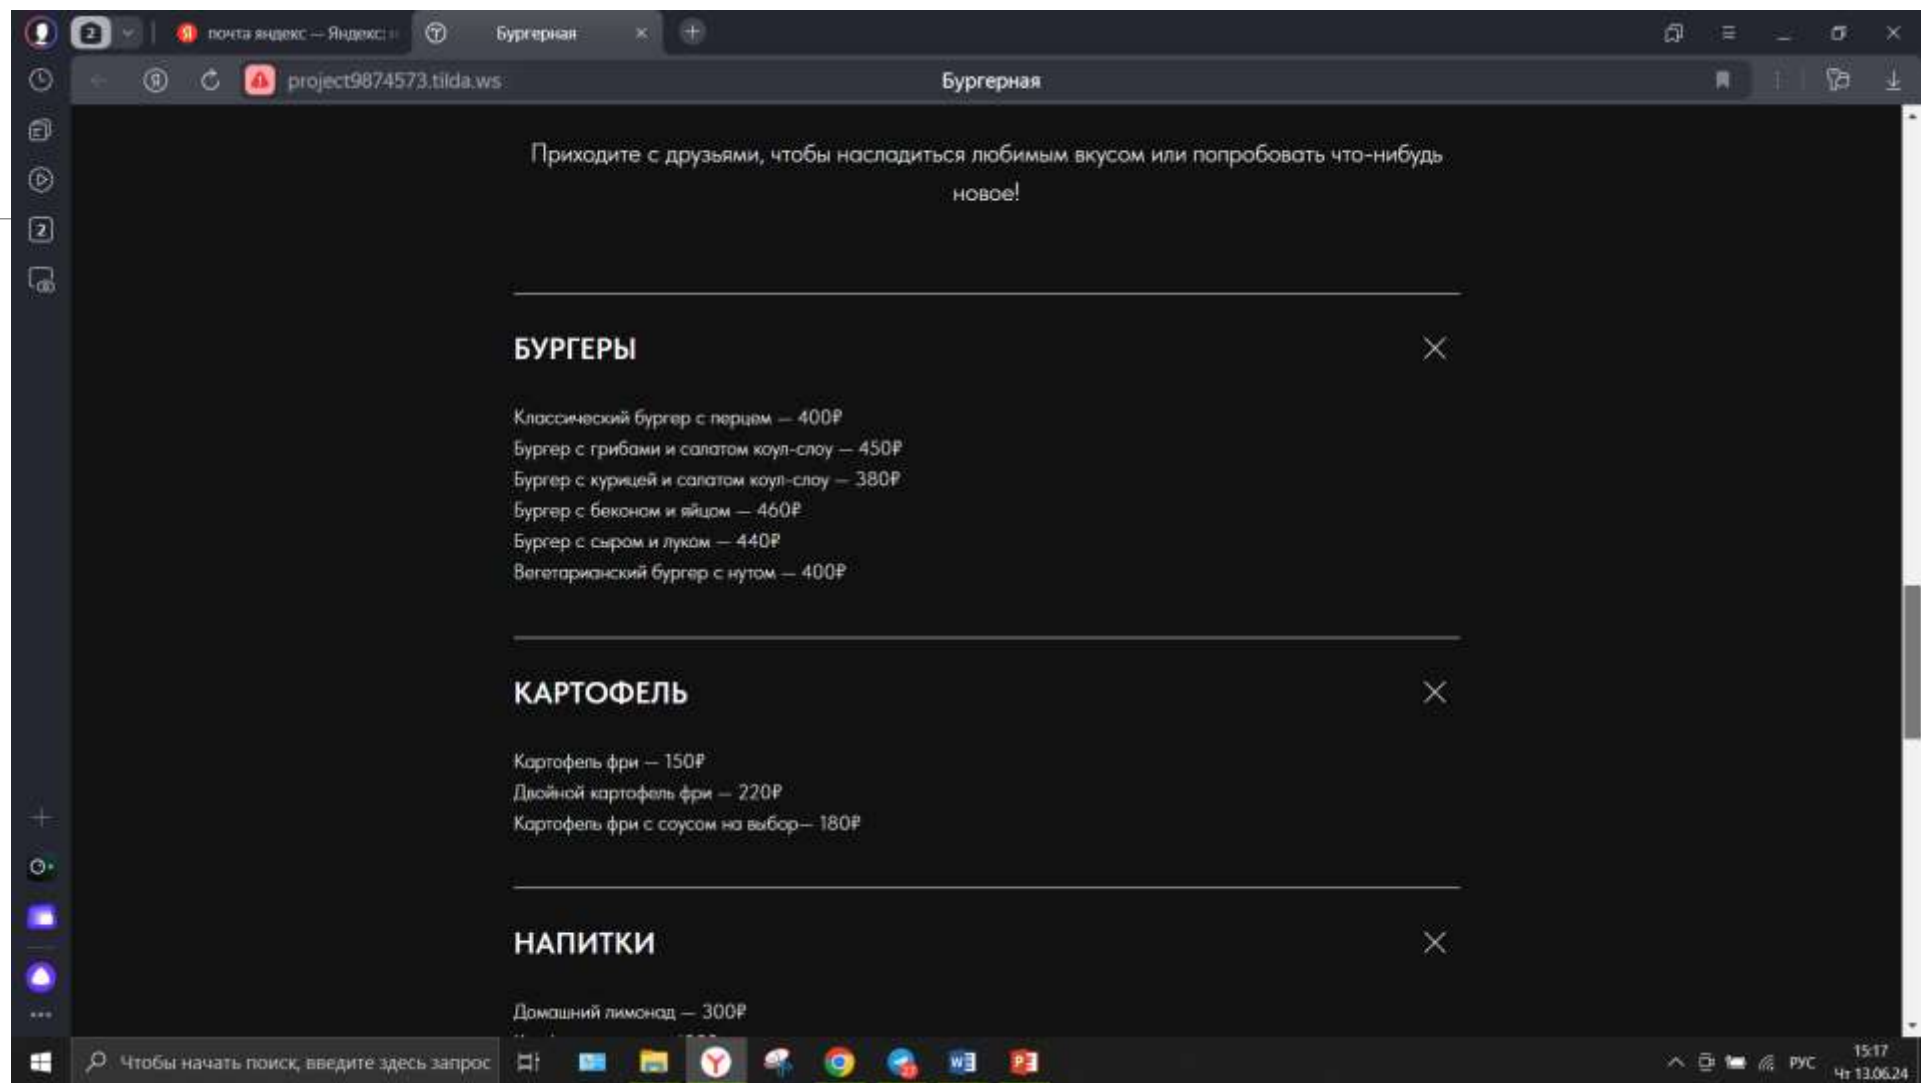 2
почта яндекс — Яндекс:
Бургерная
project9874573.tilda.ws
Бургерная
Приходите с друзьями, чтобы насладиться любимым вкусом или попробовать что-нибудь
новое!
2
БУРГЕРЫ
Классический бургер с перцем — 400₽
Бургер с грибами и салатом коул-слоу — 450₽
Бургер с курицей и салатом коул-слоу — 380₽
Бургер с беконом и яйцом — 460₽
Бургер с сыром и луком — 440₽
Вегетарианский бургер с нутом — 400₽
КАРТОФЕЛЬ
Картофель фри — 150₽
Двойной картофель фри — 220₽
Картофель фри с соусом на выбор— 180₽
НАПИТКИ
Домашний лимонад — 300₽
Чтобы начать поиск, введите здесь запрос
РУС
15:17
Чт 13.06.24